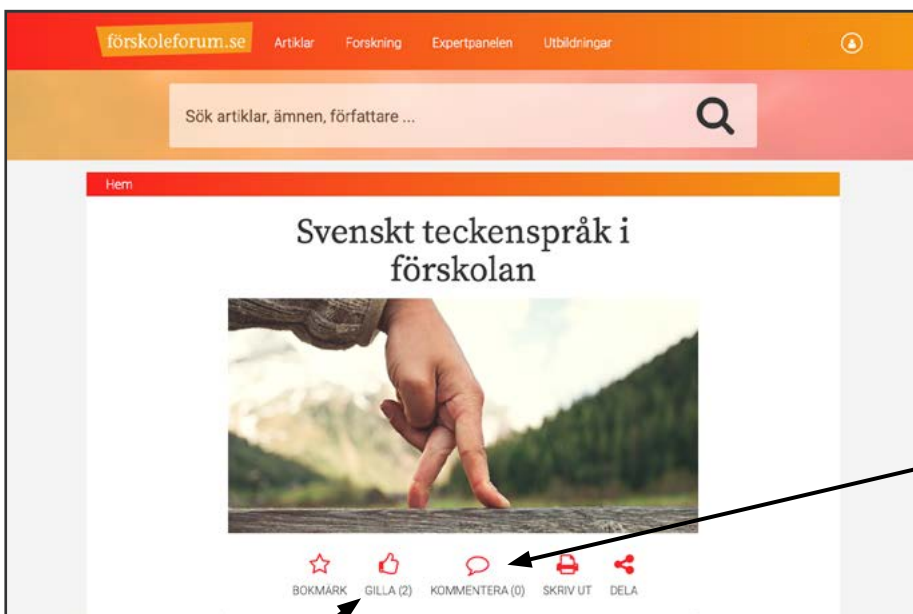 förskoleforum.se Artiklar Forskning Expertpanelen Utbildningar
Sök artiklar, ämnen, författare ...
Hem
Svenskt teckenspråk i
förskolan
BOKMÄRK GILLA (2) KOMMENTERA (0) SKRIV UT DELA